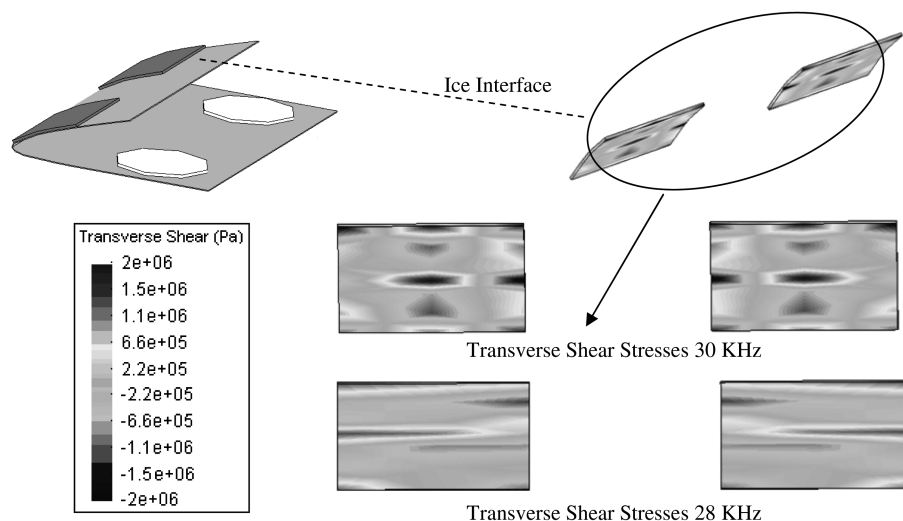 Ice Interface
Transverse Shear (Pa)
2e+06
1.5e+06
1.1e+06
6.6e+05
2.2e+05
-2.2e+05
-6.6e+05
-1.1e+06
-1.5e+06
-2e+06
Transverse Shear Stresses 30 KHz
Transverse Shear Stresses 28 KHz